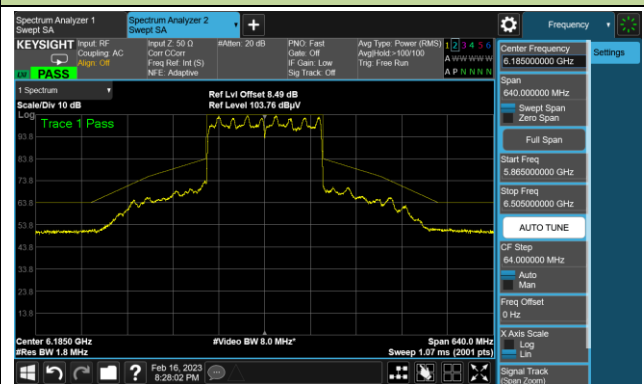 Spectrum Analyzer 1
Swept SA
Spectrum Analyzer 2
Swept SA
+
Frequency
KEYSIGHT
Input: RF
Coupling: AC
Align: Off
Input Z: 50 Ω
Corr CCorr
Freq Ref: Int (S)
NFE: Adaptive
#Atten: 20 dB
PNO: Fast
Gate: Off
IF Gain: Low
Sig Track: Off
Avg Type: Power (RMS)
Avg|Hold:>100/100
Trig: Free Run
1 2 3 4 5 6
A W W W W W
A P N N N N
PASS
1 Spectrum
Scale/Div 10 dB
Ref Lvl Offset 8.49 dB
Ref Level 103.76 dBµV
Log
Trace 1 Pass
93.8
83.8
73.8
63.8
53.8
43.8
33.8
23.8
13.8
Center 6.1850 GHz
#Res BW 1.8 MHz
#Video BW 8.0 MHz*
Span 640.0 MHz
Sweep 1.07 ms (2001 pts)
Feb 16, 2023
8:28:02 PM
?
Center Frequency
6.185000000 GHz
Settings
Span
640.000000 MHz
Swept Span
Zero Span
Full Span
Start Freq
5.865000000 GHz
Stop Freq
6.505000000 GHz
AUTO TUNE
CF Step
64.000000 MHz
Auto
Man
Freq Offset
0 Hz
X Axis Scale
Log
Lin
Signal Track
(Span Zoom)